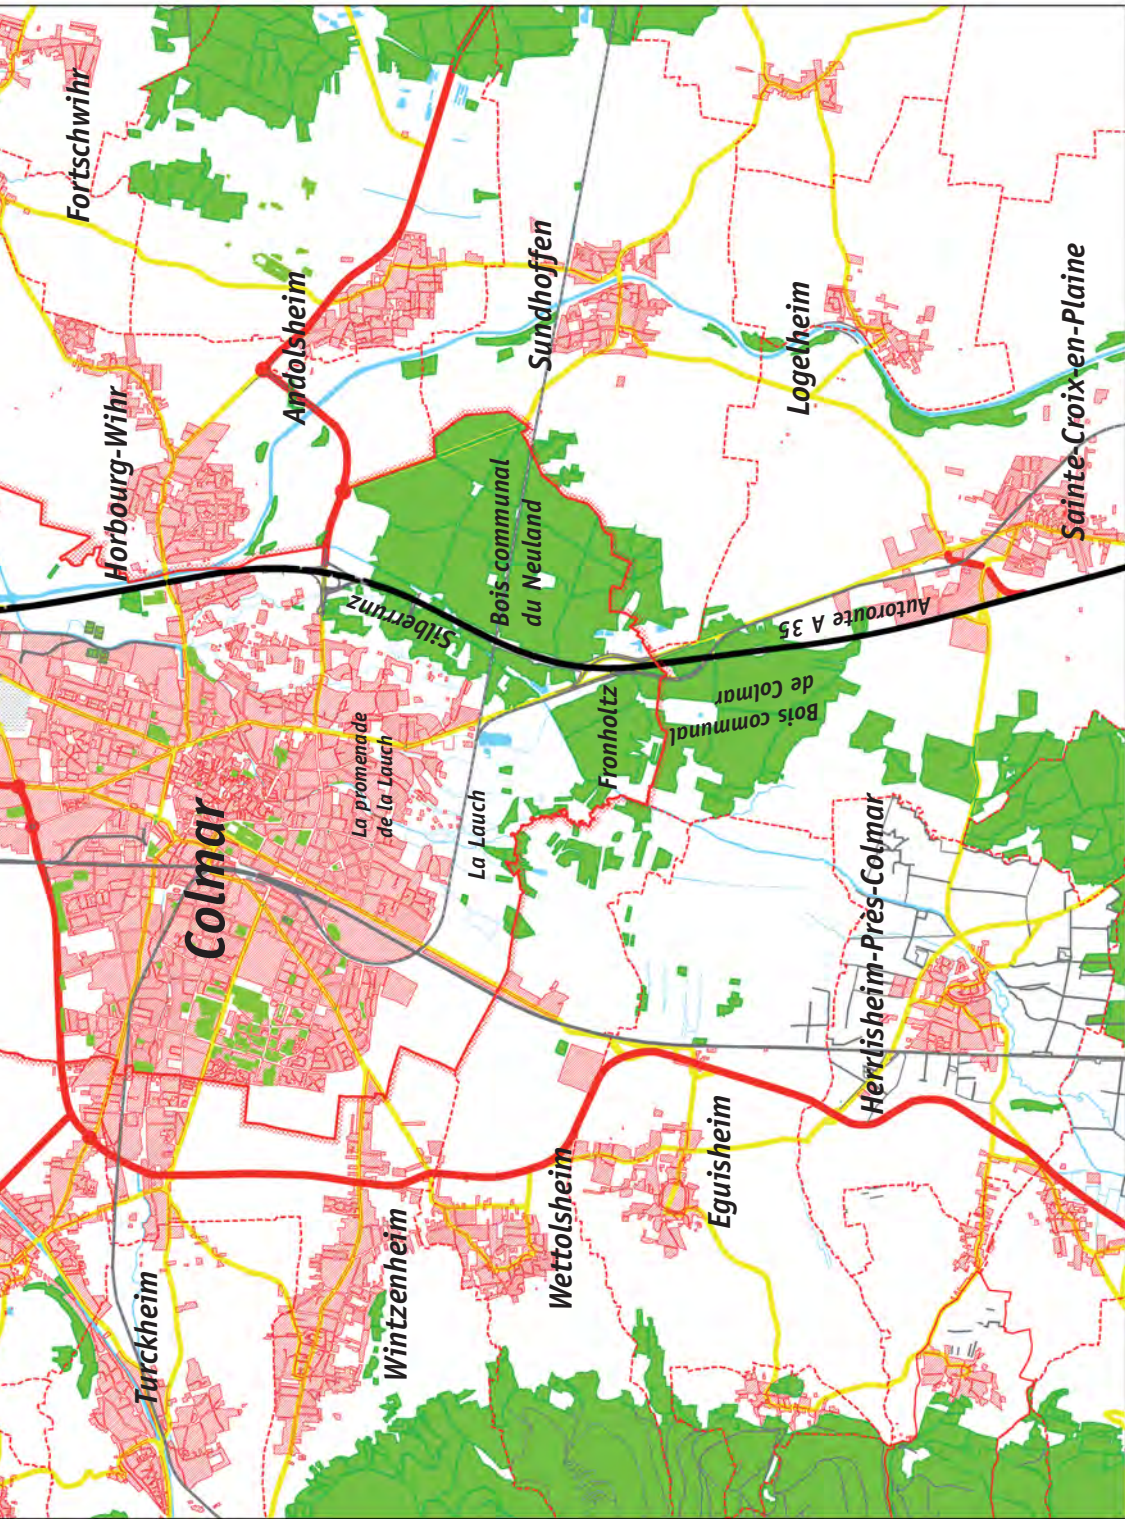 Turckheim
Colmar
Horbourg-Wihr
Fortschwihr
Wintzenheim
Andolsheim
La promenade
de la Lauch
Silberrunz
La Lauch
Bois communal
du Neuland
Sundhoffen
Wettolsheim
Fronholtz
Eguisheim
Bois communal
de Colmar
Autoroute A 35
Logelheim
Herrlisheim-Près-Colmar
Sainte-Croix-en-Plaine